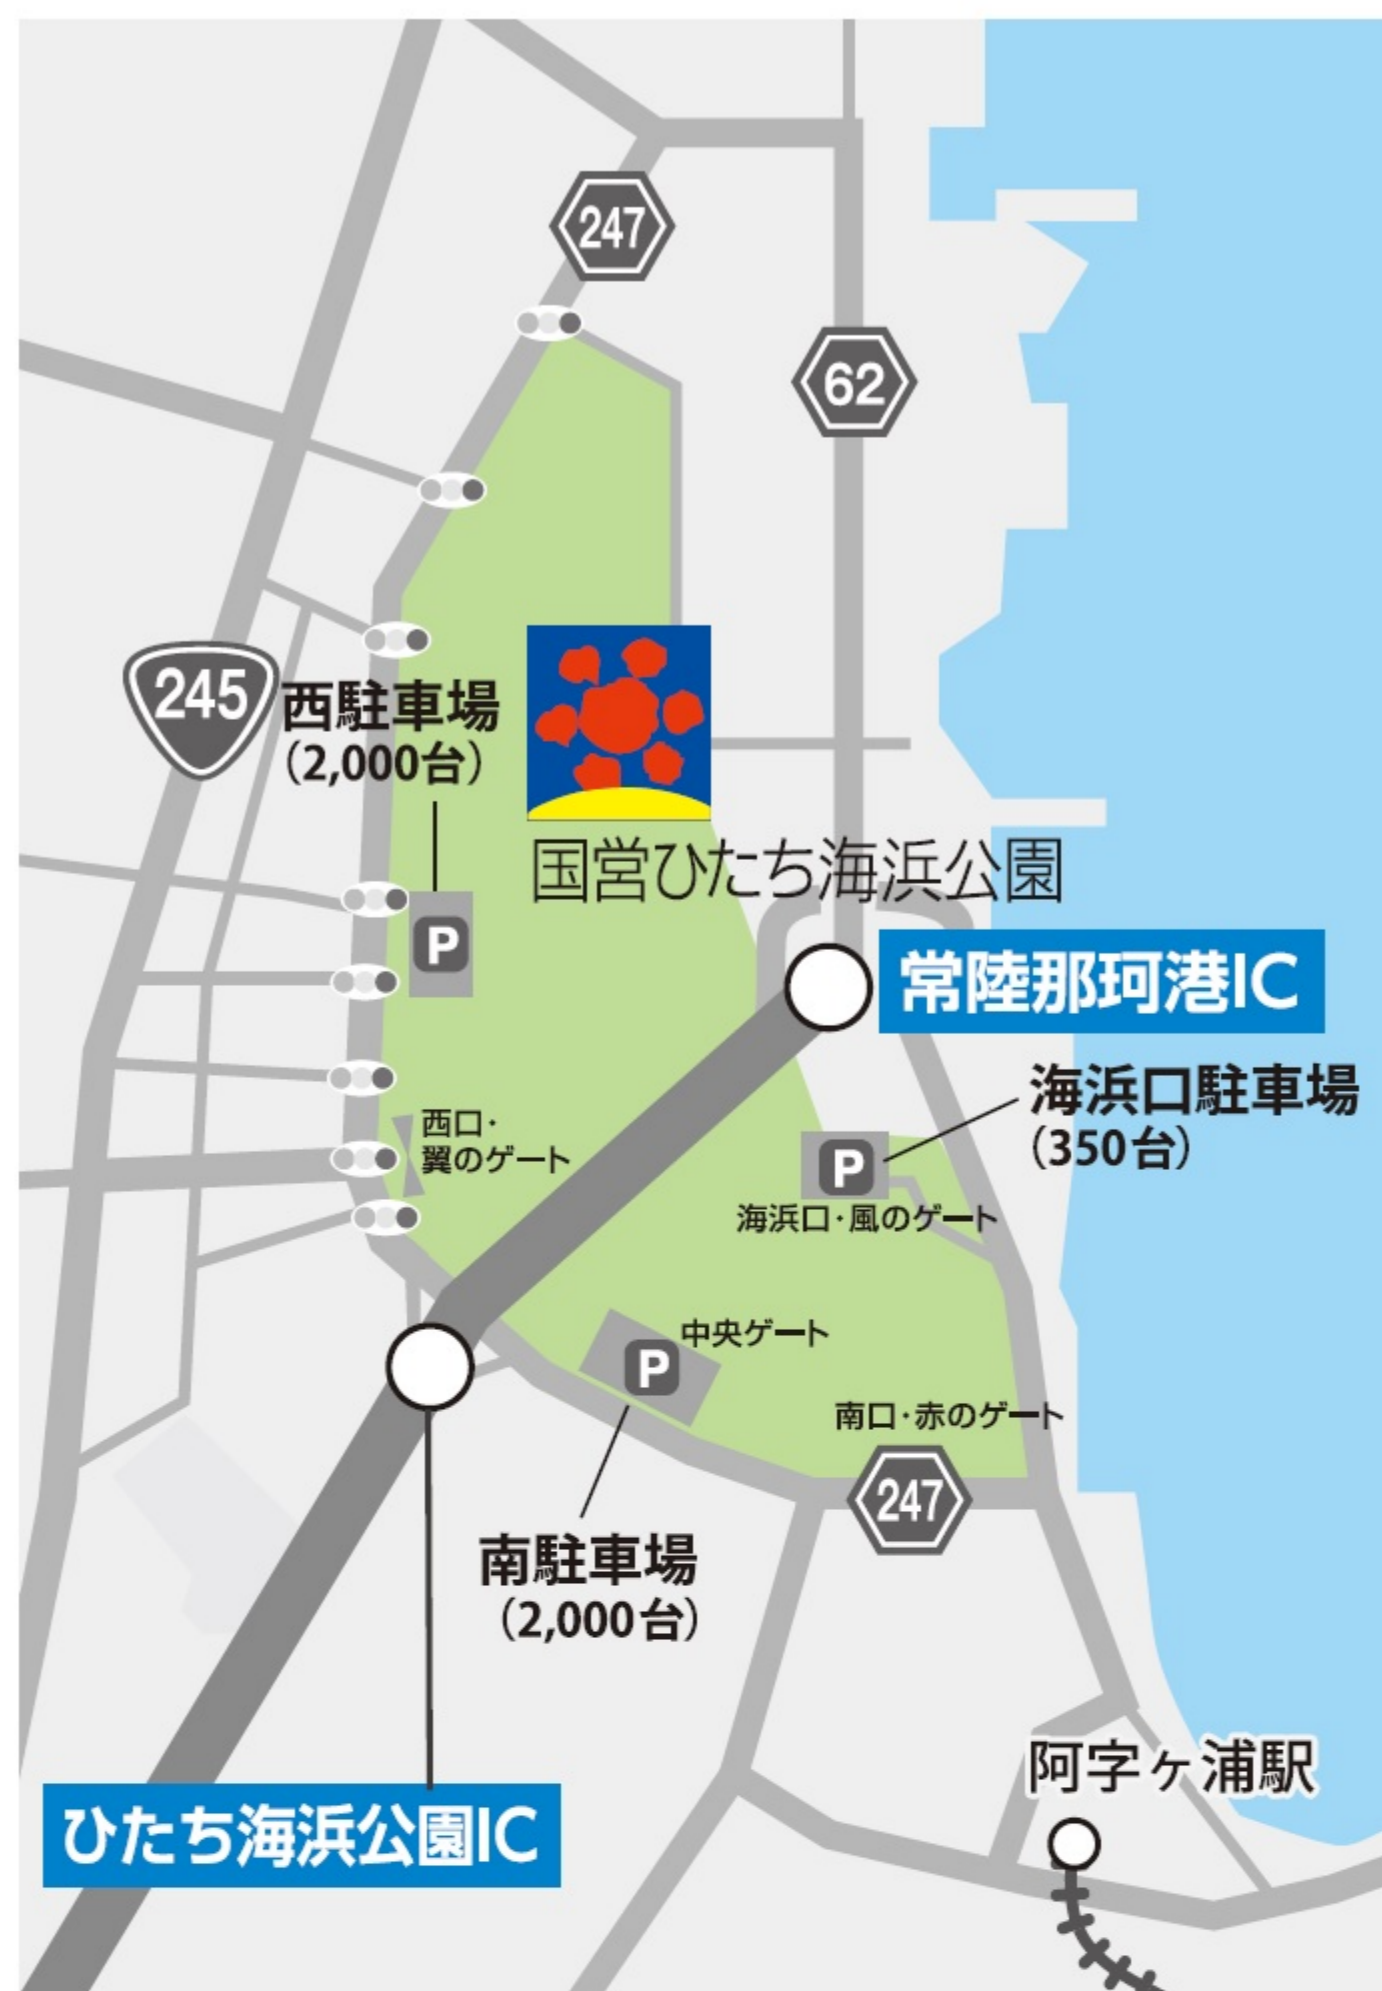 247
62
245
西駐車場
（2,000台）
国営ひたち海浜公園
P
常陸那珂港IC
海浜口駐車場
（350台）
西口・
翼のゲート
P
海浜口・風のゲート
中央ゲート
P
南口・赤のゲート
247
南駐車場
（2,000台）
阿字ヶ浦駅
ひたち海浜公園IC